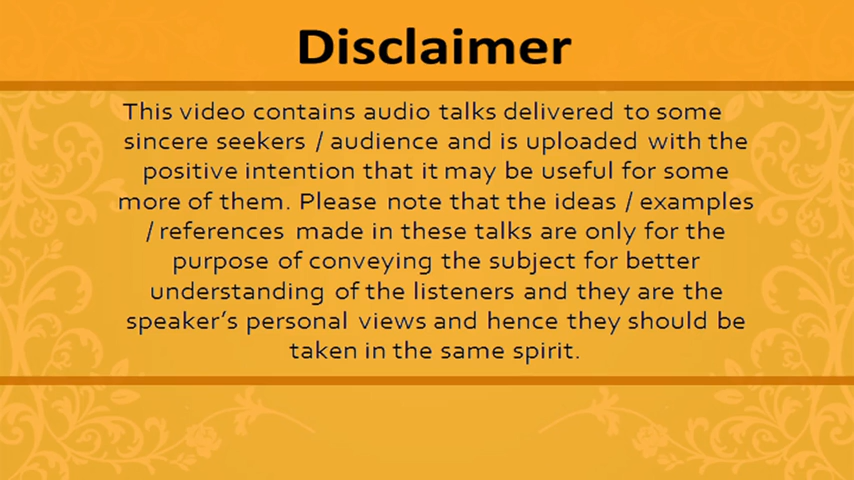 Disclaimer
This video contains audio talks delivered to some
sincere seekers / audience and is uploaded with the
positive intention that it may be useful for some
more of them. Please note that the ideas / examples
/ references made in these talks are only for the
purpose of conveying the subject for better
understanding of the listeners and they are the
speaker's personal views and hence they should be
taken in the same spirit.